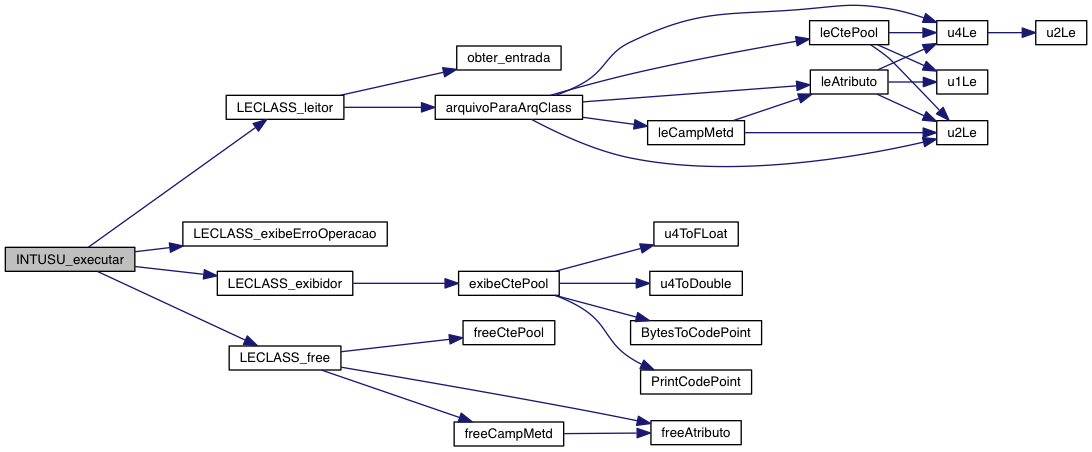 leCtePool
u4Le
u2Le
obter_entrada
leAtributo
u1Le
LECLASS_leitor
arquivoParaArqClass
leCampMetd
u2Le
LECLASS_exibeErroOperacao
u4ToFLoat
INTUSU_executar
LECLASS_exibidor
exibeCtePool
u4ToDouble
freeCtePool
BytesToCodePoint
LECLASS_free
PrintCodePoint
freeCampMetd
freeAtributo